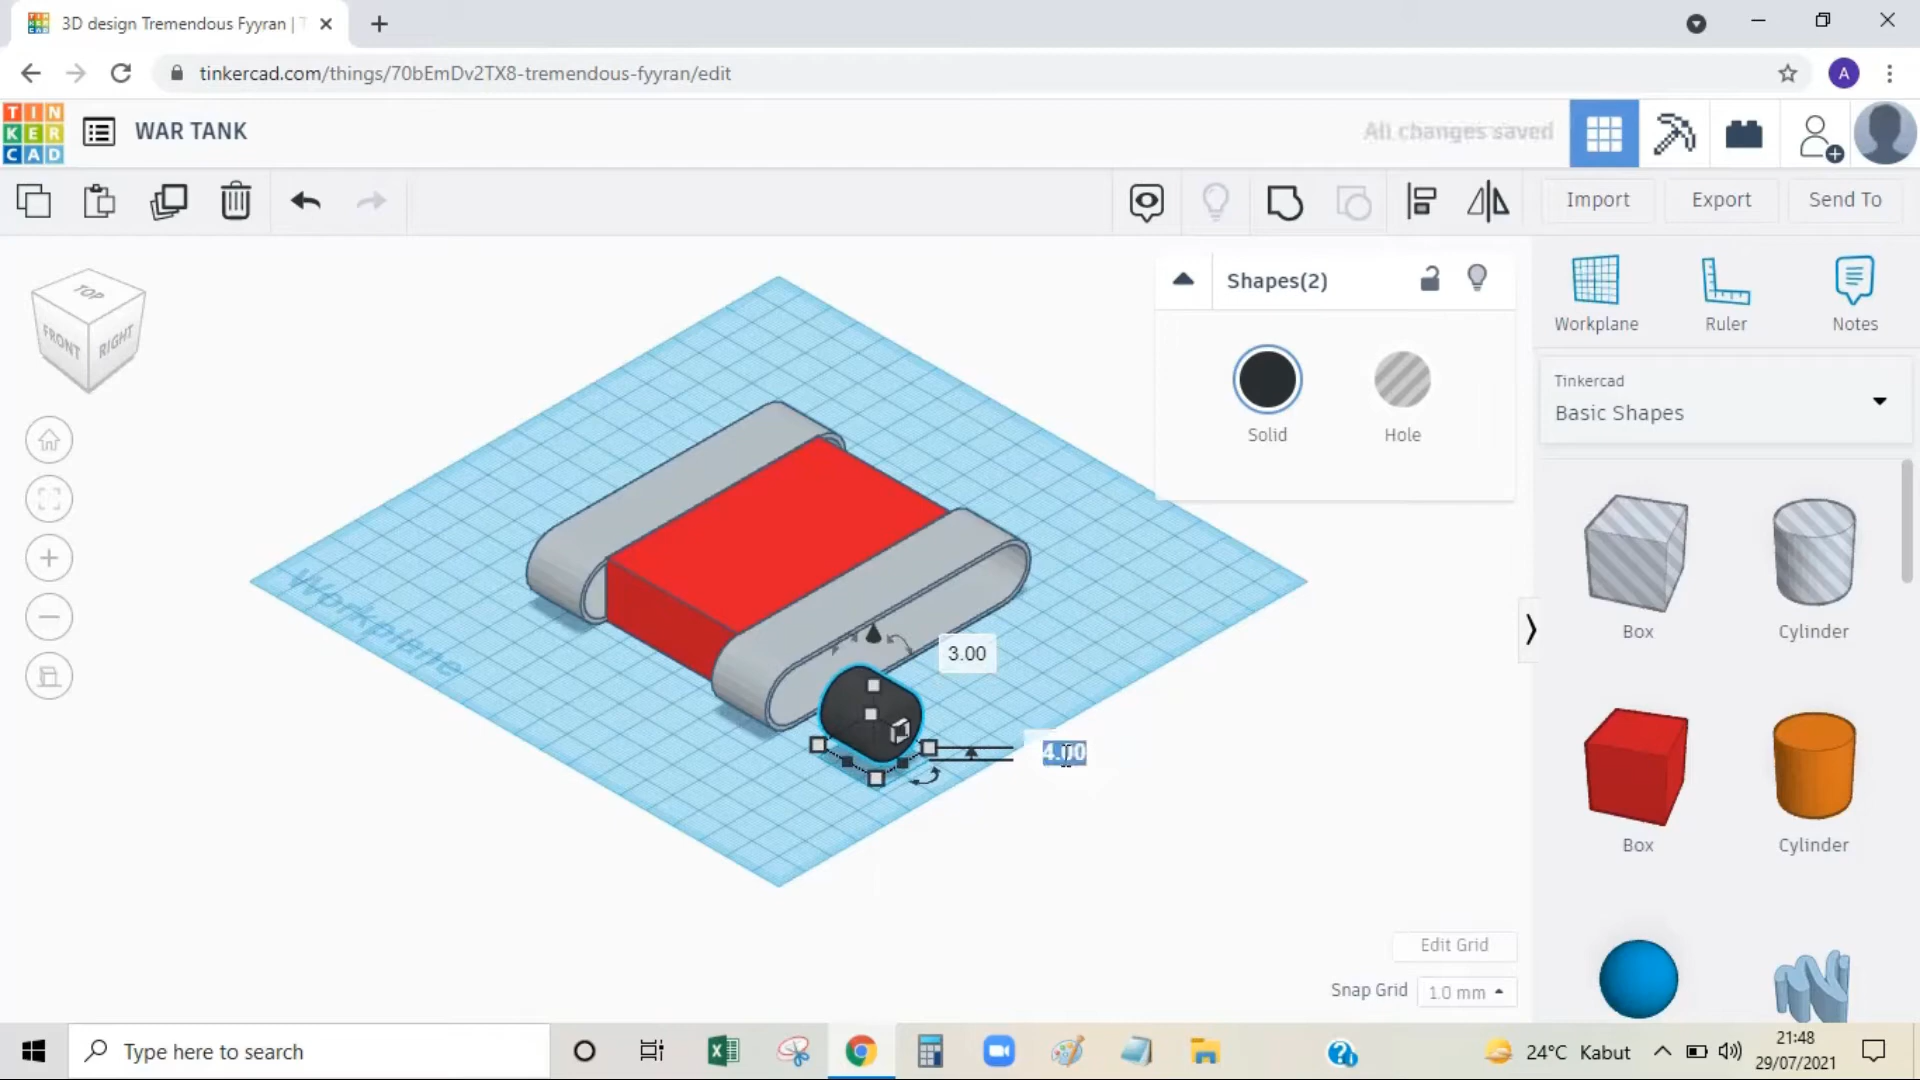 3D design Tremendous Fyyran | T
tinkercad.com/things/70bEmDv2TX8-tremendous-fyyran/edit
A
TIN
KER
CAD
WAR TANK
All changes saved
Import
Export
Send To
TOP
FRONT
RIGHT
Shapes(2)
Solid
Hole
Workplane
Ruler
Notes
Tinkercad
Basic Shapes
Box
Cylinder
Box
Cylinder
Workplane
3.00
4.00
Edit Grid
Snap Grid
1.0 mm
Type here to search
24°C Kabut
21:48
29/07/2021